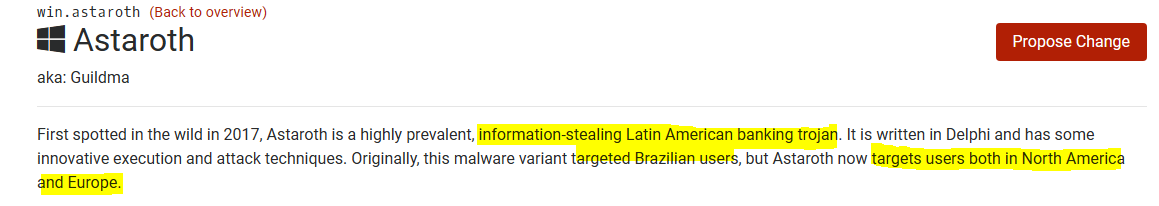 win.astaroth (Back to overview)
Astaroth
Propose Change
aka: Guildma
First spotted in the wild in 2017, Astaroth is a highly prevalent, information-stealing Latin American banking trojan. It is written in Delphi and has some
innovative execution and attack techniques. Originally, this malware variant targeted Brazilian users, but Astaroth now targets users both in North America
and Europe.